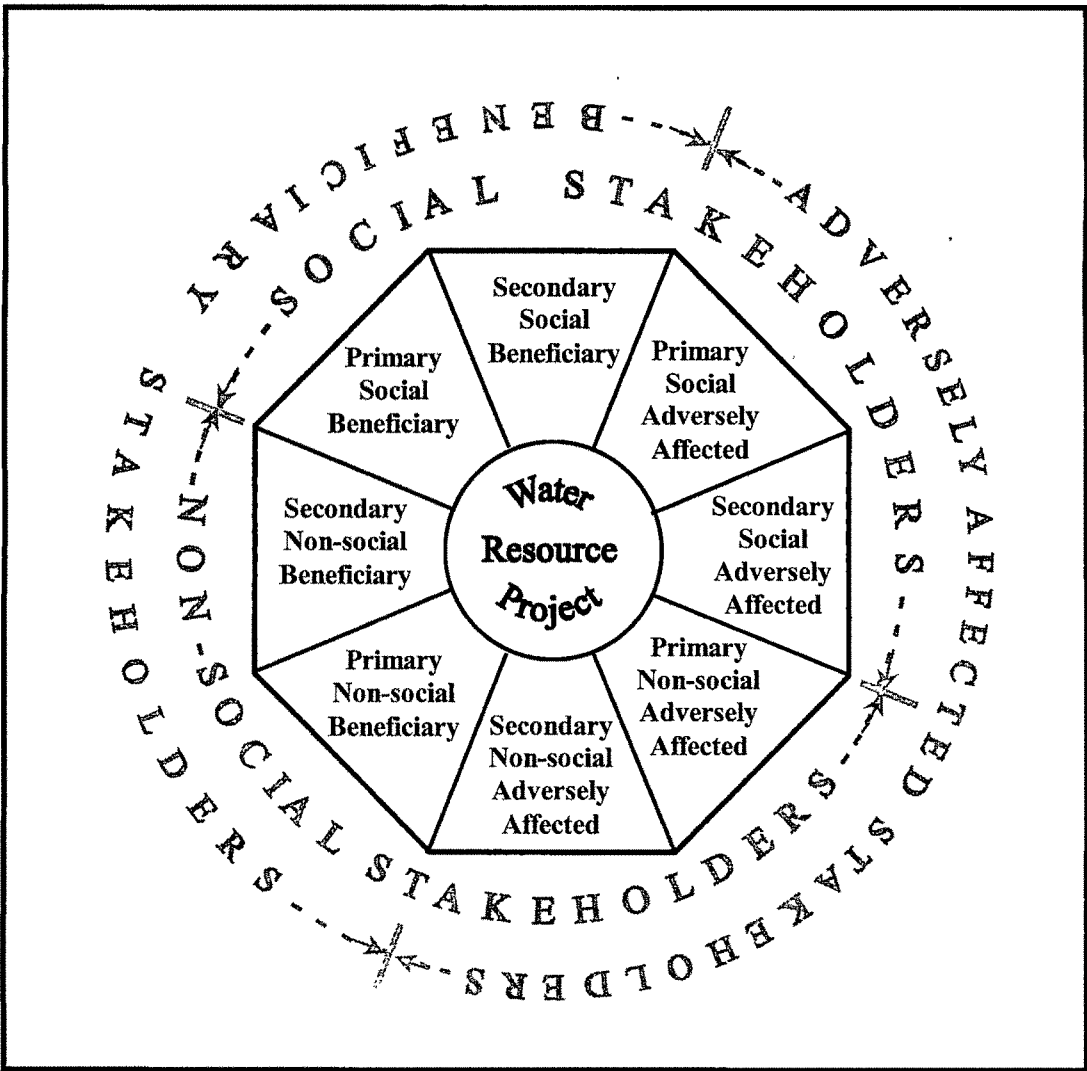 BENEFICIARY STAKEHOLDERS
ADVERSELY AFFECTED STAKEHOLDERS
SOCIAL STAKEHOLDERS
NON-SOCIAL STAKEHOLDERS
Secondary
Social
Beneficiary
Primary
Social
Adversely
Affected
Secondary
Social
Adversely
Affected
Primary
Non-social
Adversely
Affected
Secondary
Non-social
Adversely
Affected
Primary
Non-social
Beneficiary
Secondary
Non-social
Beneficiary
Primary
Social
Beneficiary
Water
Resource
Project